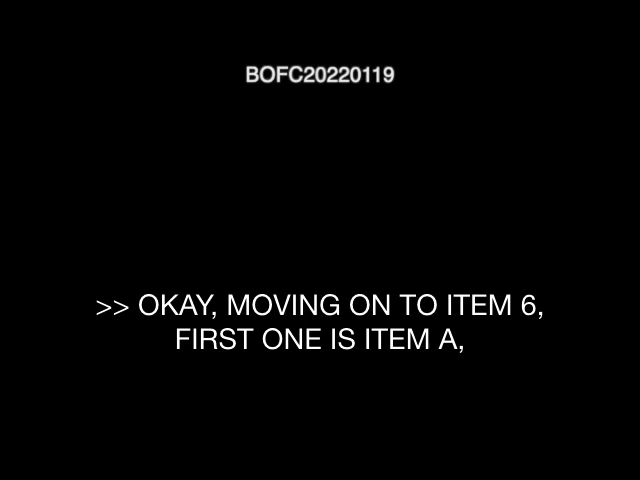 BOFC20220119
>> OKAY, MOVING ON TO ITEM 6,
FIRST ONE IS ITEM A,